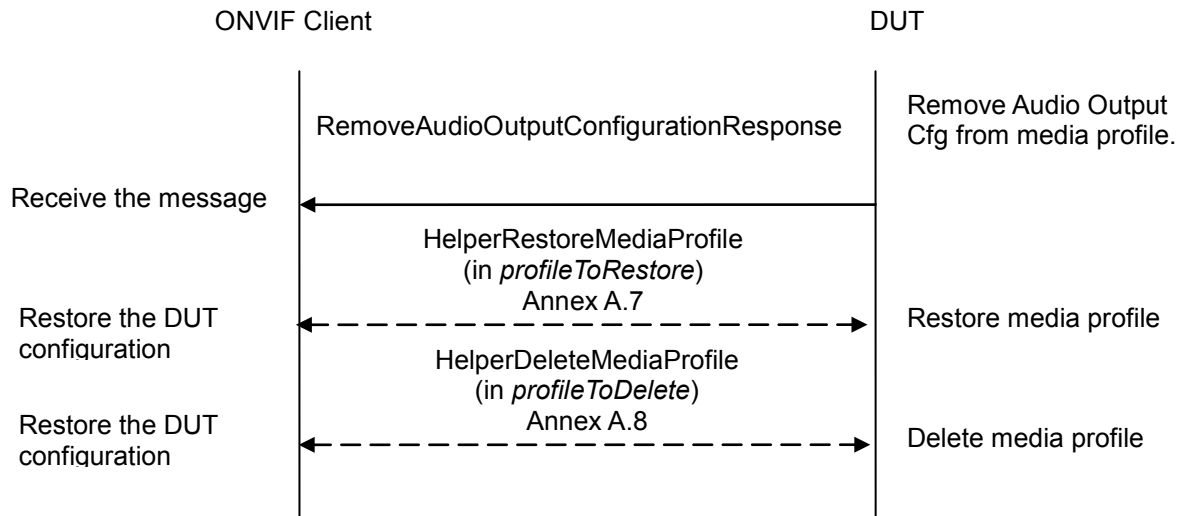 ONVIF Client
DUT
RemoveAudioOutputConfigurationResponse
Remove Audio Output
Cfg from media profile.
Receive the message
HelperRestoreMediaProfile
(in profileToRestore)
Annex A.7
Restore the DUT
configuration
Restore media profile
HelperDeleteMediaProfile
(in profileToDelete)
Annex A.8
Restore the DUT
configuration
Delete media profile